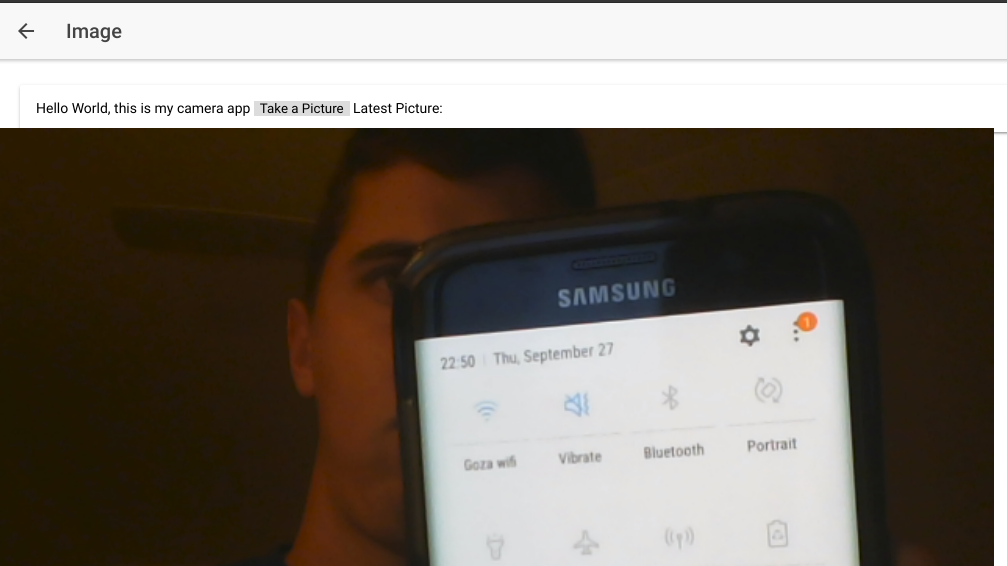 Image
Hello World, this is my camera app Take a Picture Latest Picture:
SAMSUNG
1
22:50 | Thu, September 27
Goza wifi Vibrate Bluetooth Portrait